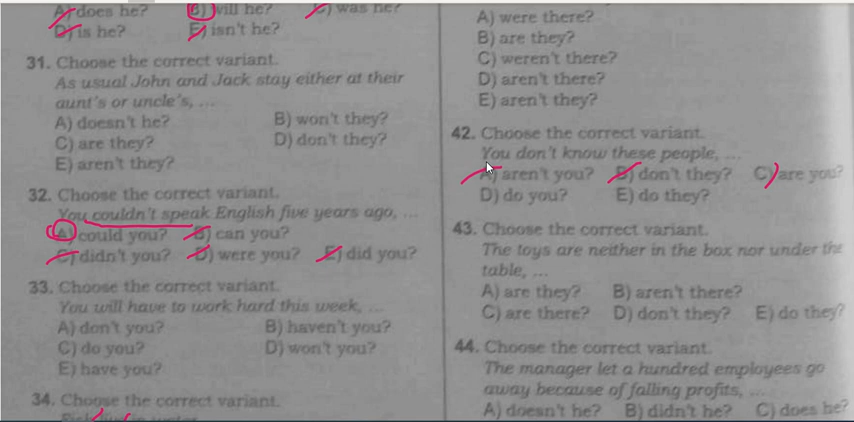 A) does he? B) will he? C) was he?
D) is he? E) isn't he?
31. Choose the correct variant.
As usual John and Jack stay either at their
aunt's or uncle's, ...
A) doesn't he? B) won't they?
C) are they? D) don't they?
E) aren't they?
32. Choose the correct variant.
You couldn't speak English five years ago, ...
A) could you? B) can you?
C) didn't you? D) were you? E) did you?
33. Choose the correct variant.
You will have to work hard this week, ...
A) don't you? B) haven't you?
C) do you? D) won't you?
E) have you?
34. Choose the correct variant.
A) were there?
B) are they?
C) weren't there?
D) aren't there?
E) aren't they?
42. Choose the correct variant.
You don't know these people, ...
A) aren't you? B) don't they? C) are you?
D) do you? E) do they?
43. Choose the correct variant.
The toys are neither in the box nor under the
table, ...
A) are they? B) aren't there?
C) are there? D) don't they? E) do they?
44. Choose the correct variant.
The manager let a hundred employees go
away because of falling profits, ...
A) doesn't he? B) didn't he? C) does he?